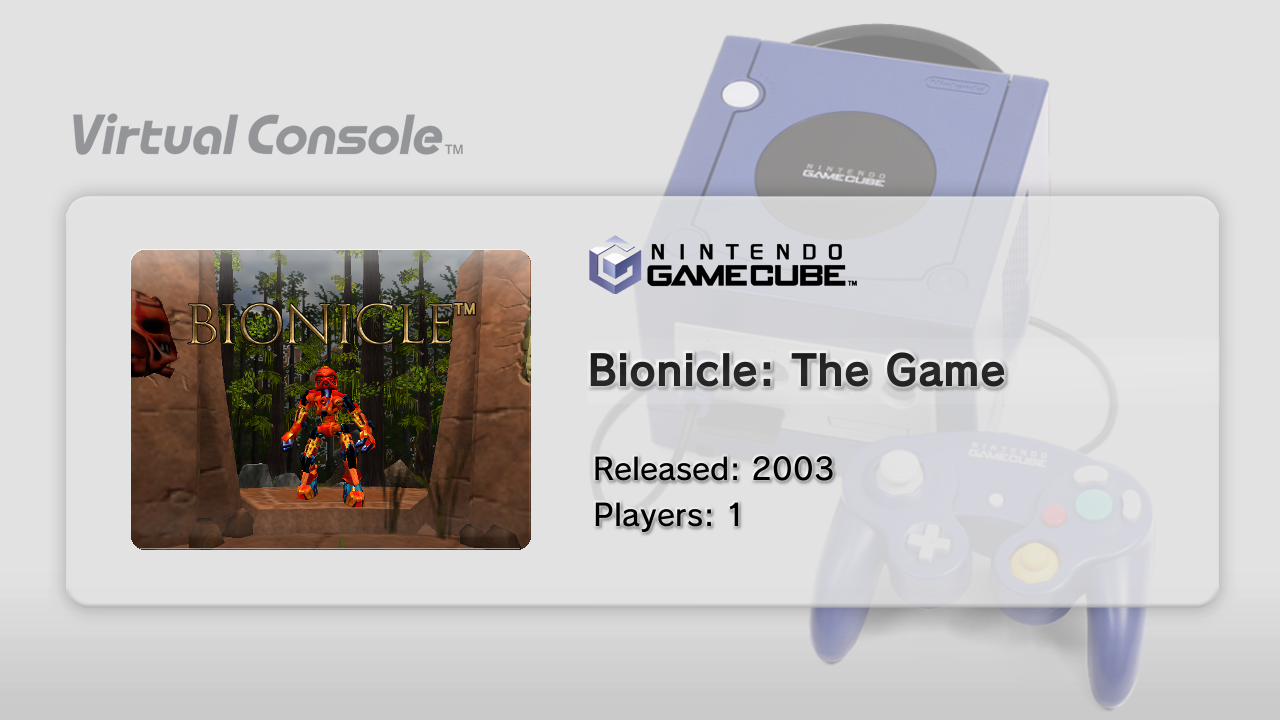 Nintendo
NINTENDO
GAMECUBE
Virtual Console™
NINTENDO
GAMECUBE™
BIONICLE™
Bionicle: The Game
Released: 2003
Players: 1
NINTENDO
GAMECUBE